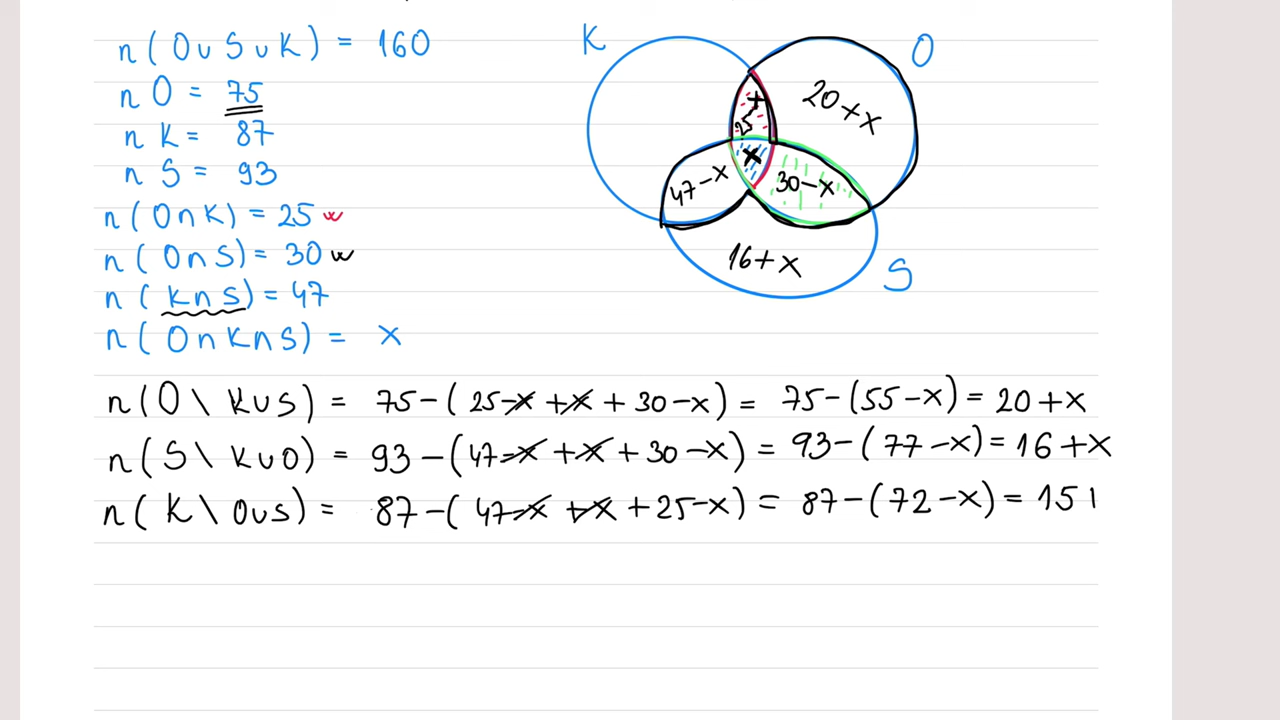 n(O∪S∪K) = 160
n O = 75
n K = 87
n S = 93
n(O∩K) = 25 w
n(O∩S) = 30 w
n(K∩S) = 47
n(O∩K∩S) = x
K
O
20+x
25
x
x
47-x
30-x
16+x
S
n(O\K∪S) = 75-(25-x+x+30-x) = 75-(55-x) = 20+x
n(S\K∪O) = 93-(47-x+x+30-x) = 93-(77-x) = 16+x
n(K\O∪S) = 87-(47-x+x+25-x) = 87-(72-x) = 15